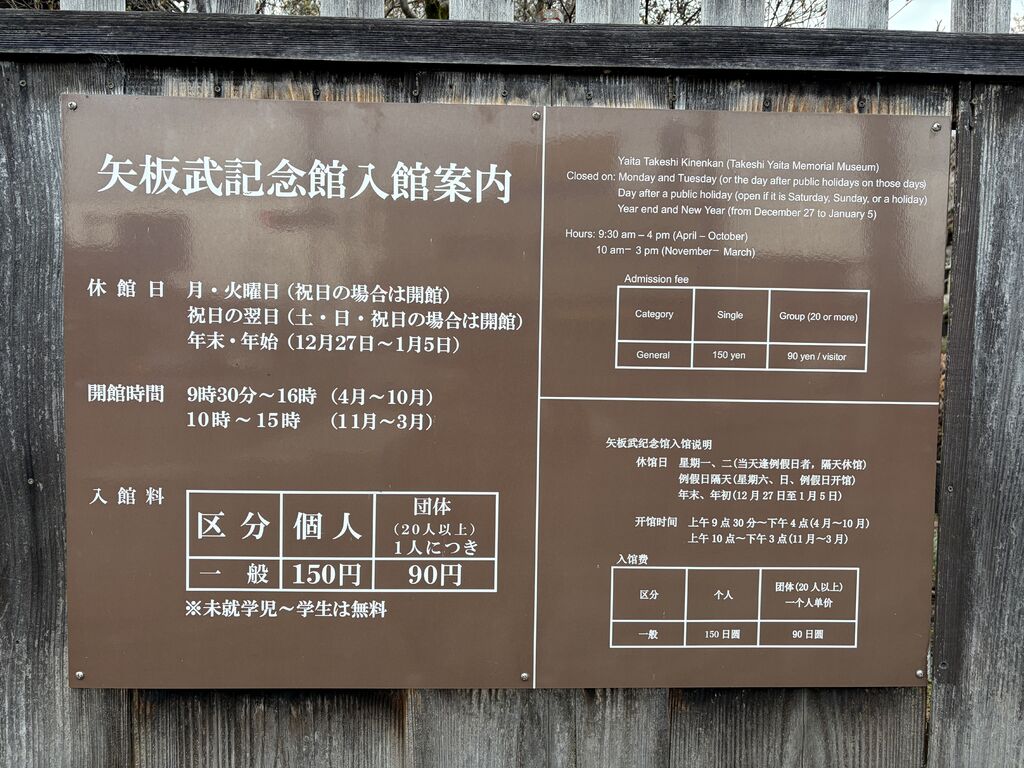 矢板武記念館入館案内
休館日 月・火曜日（祝日の場合は開館）
祝日の翌日（土・日・祝日の場合は開館）
年末・年始（12月27日～1月5日）
開館時間 9時30分～16時（4月～10月）
10時～15時（11月～3月）
入館料
区分 個人 団体（20人以上）1人につき
一般 150円 90円
※未就学児～学生は無料
Yaita Takeshi Kinenkan (Takeshi Yaita Memorial Museum)
Closed on: Monday and Tuesday (or the day after public holidays on those days)
Day after a public holiday (open if it is Saturday, Sunday, or a holiday)
Year end and New Year (from December 27 to January 5)
Hours: 9:30 am – 4 pm (April – October)
10 am– 3 pm (November– March)
Admission fee
Category Single Group (20 or more)
General 150 yen 90 yen / visitor
矢板武纪念馆入馆说明
休馆日 星期一、二(当天逢例假日者，隔天休馆)
例假日隔天(星期六、日、例假日开馆)
年末、年初(12月27日至1月5日)
开馆时间 上午9点30分～下午4点(4月～10月)
上午10点～下午3点(11月～3月)
入馆费
区分 个人 团体(20人以上)一个人单价
一般 150日圆 90日圆